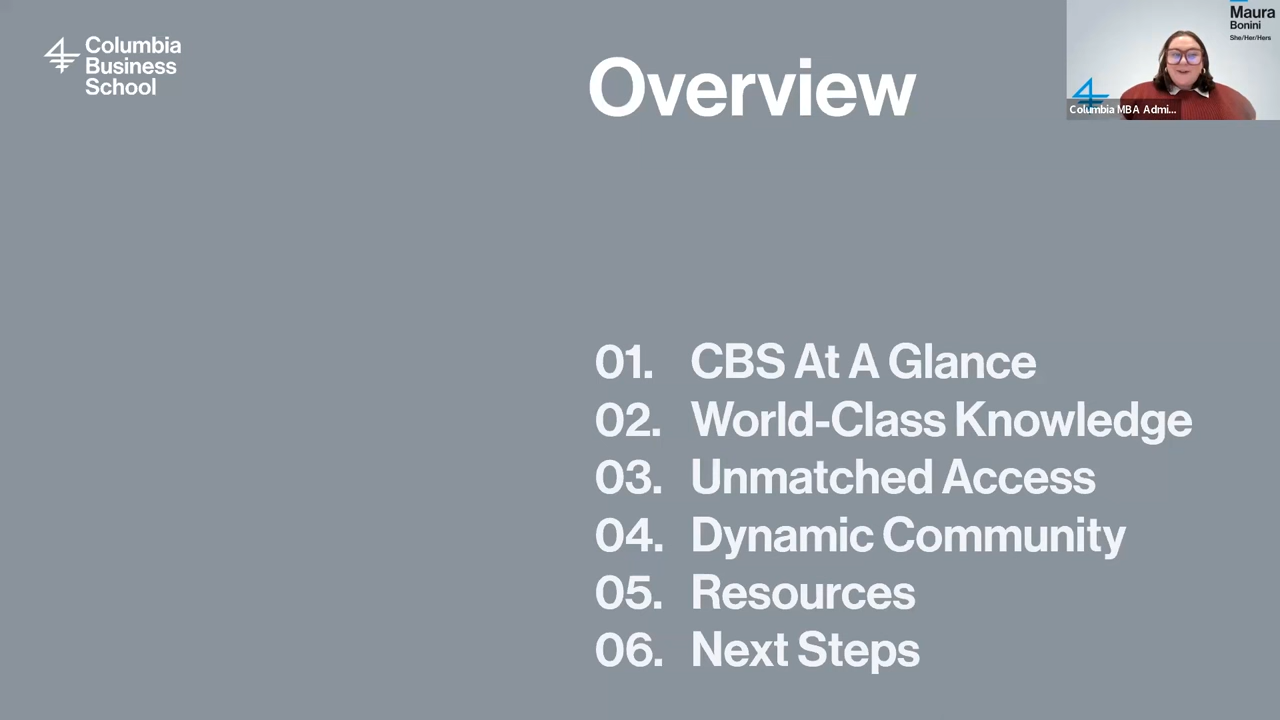 Columbia
Business
School
Overview
Maura
Bonini
She/Her/Hers
Columbia MBA Admi...
01. CBS At A Glance
02. World-Class Knowledge
03. Unmatched Access
04. Dynamic Community
05. Resources
06. Next Steps